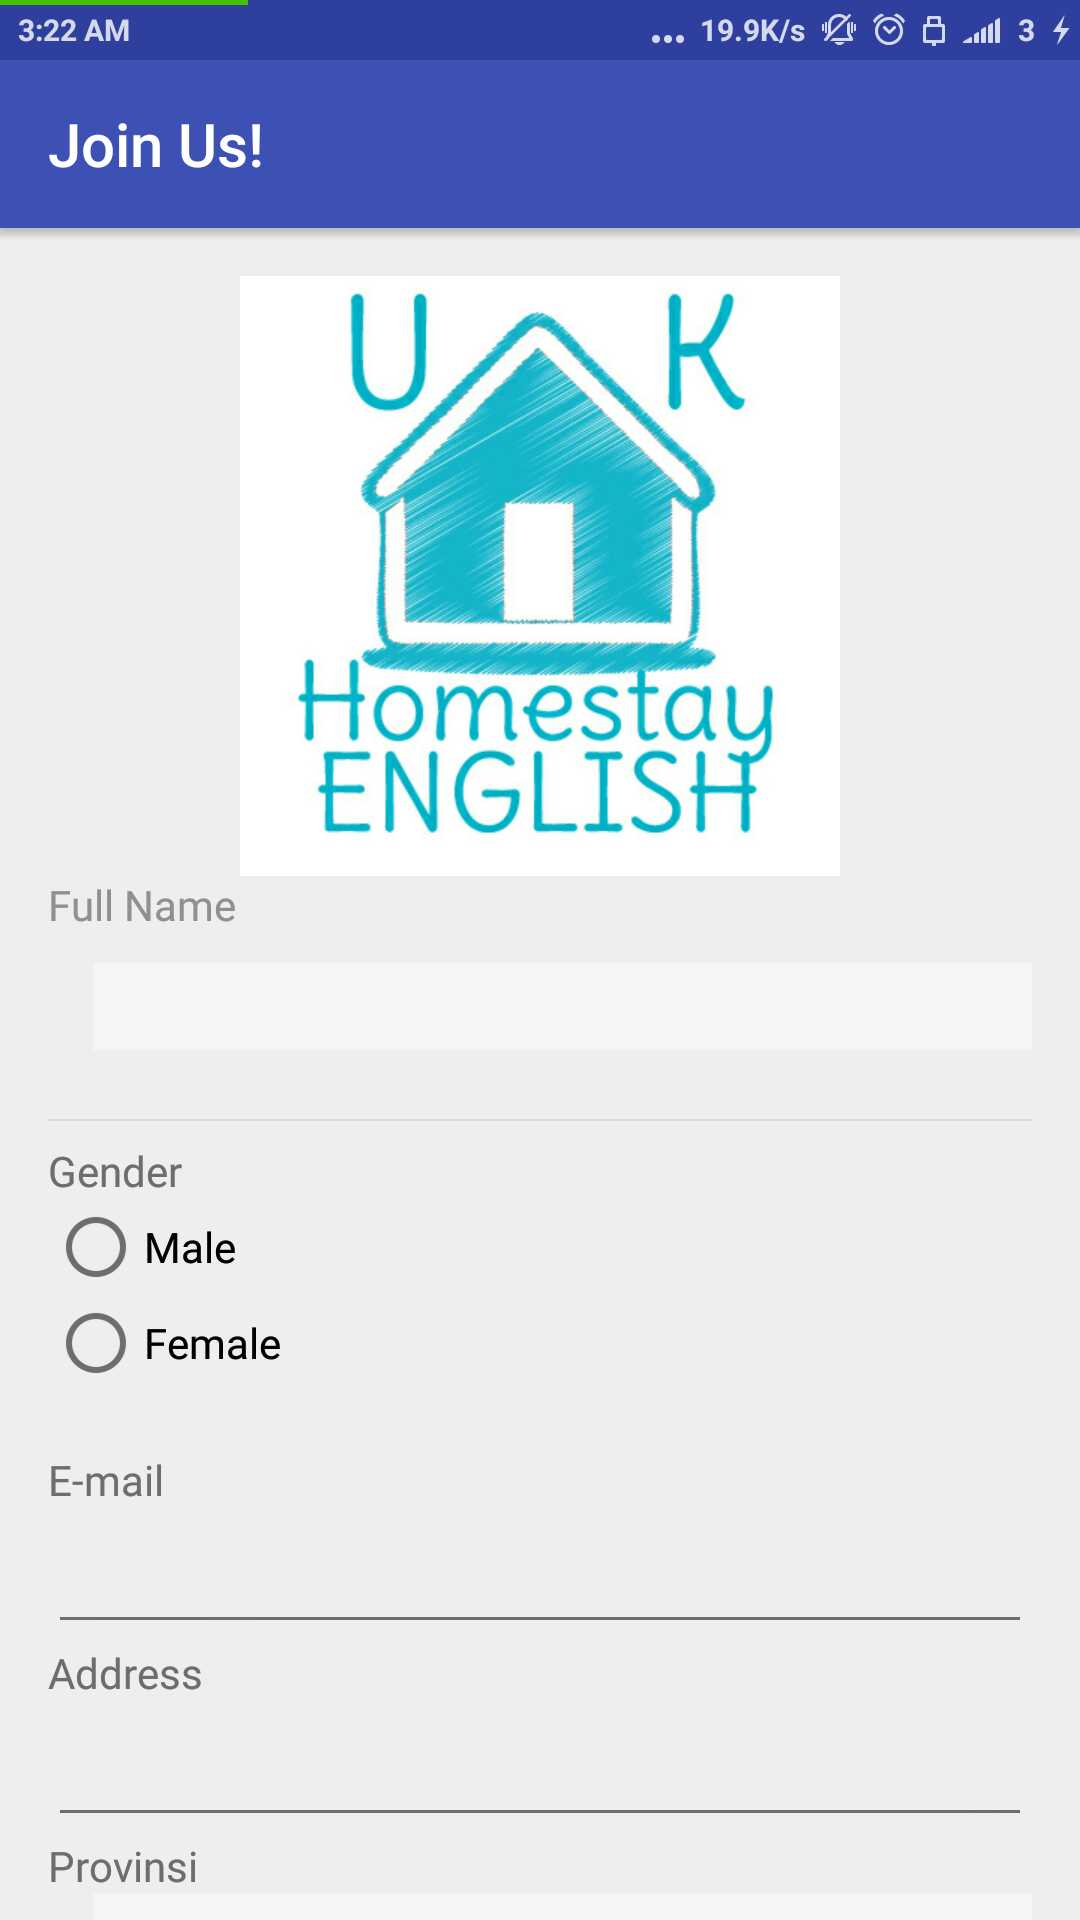 3:22 AM ... 19.9K/s 3
Join Us!
U K
Homestay
ENGLISH
Full Name
Gender
Male
Female
E-mail
Address
Provinsi